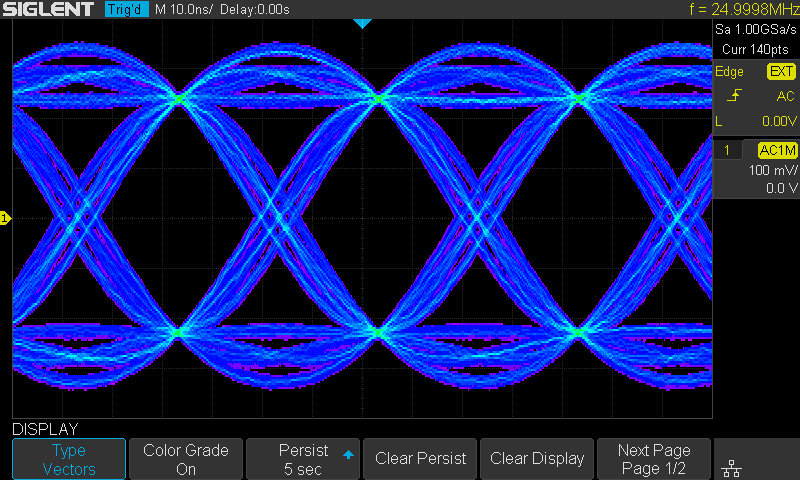 SIGLENT Trig'd M 10.0ns/ Delay:0.00s f = 24.9998MHz
Sa 1.00GSa/s
Curr 140pts
Edge EXT
AC
L 0.00V
1 AC1M
100 mV/
0.0 V
1
DISPLAY
Type
Vectors
Color Grade
On
Persist
5 sec
Clear Persist
Clear Display
Next Page
Page 1/2